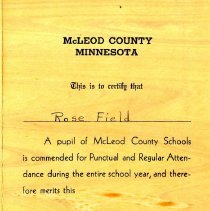 McLEOD COUNTY
MINNESOTA
This is to certify that
Rose Field
A pupil of McLeod County Schools
is commended for Punctual and Regular Atten-
dance during the entire school year, and there-
fore merits this